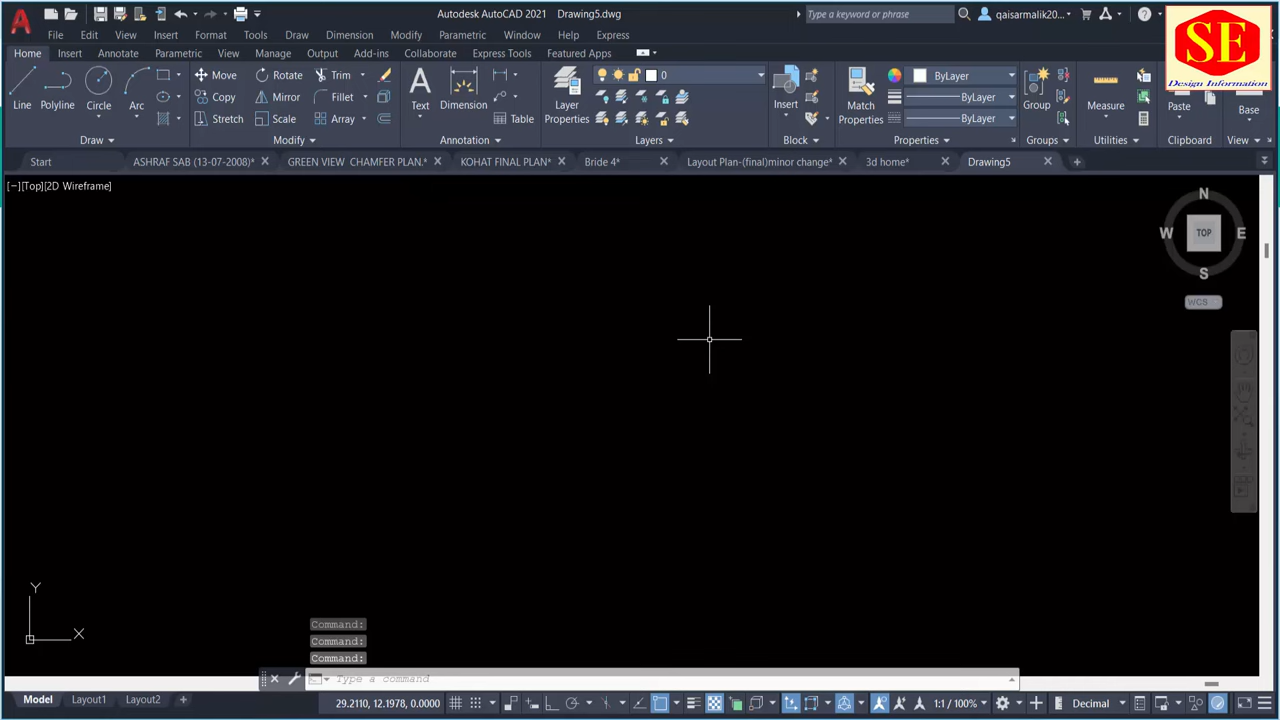 Autodesk AutoCAD 2021 Drawing5.dwg
Type a keyword or phrase
qaisarmalik20...
SE
Design Information
File Edit View Insert Format Tools Draw Dimension Modify Parametric Window Help Express
Home Insert Annotate Parametric View Manage Output Add-ins Collaborate Express Tools Featured Apps
Line Polyline Circle Arc
Move Rotate Trim
Copy Mirror Fillet
Stretch Scale Array
Text Dimension Table
Layer Properties
0
Insert
Match Properties
ByLayer
ByLayer
ByLayer
Group Measure Paste Base
Draw Modify Annotation Layers Block Properties Groups Utilities Clipboard View
Start ASHRAF SAB (13-07-2008)* GREEN VIEW CHAMFER PLAN.* KOHAT FINAL PLAN* Bride 4* Layout Plan-(final)minor change* 3d home* Drawing5
[−][Top][2D Wireframe]
N
W TOP E
S
WCS
Y
X
Command:
Command:
Command:
Type a command
Model Layout1 Layout2
29.2110, 12.1978, 0.0000
1:1 / 100%
Decimal